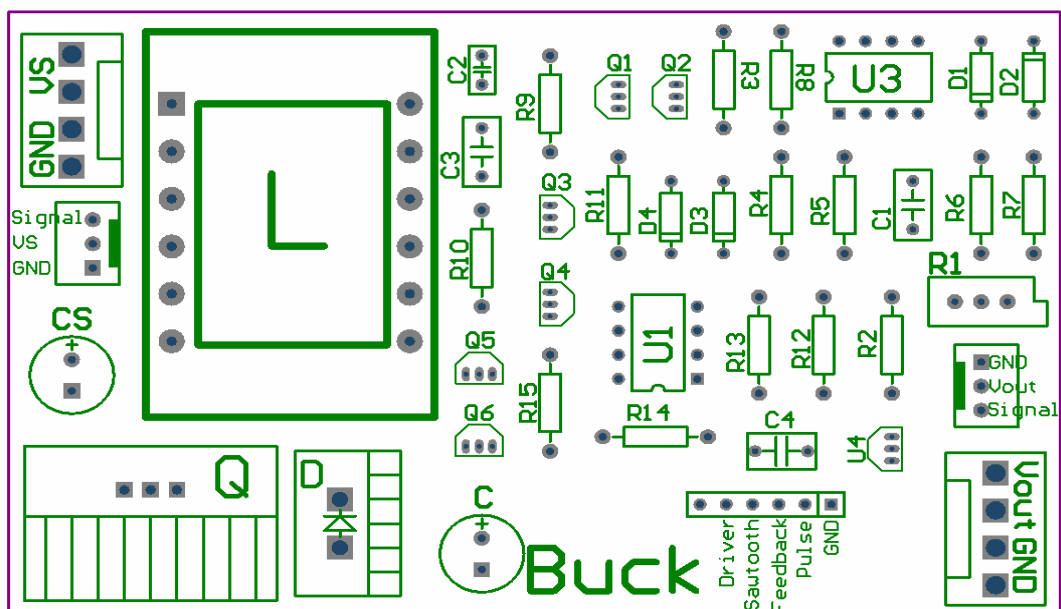 VS
GND
Signal
VS
GND
CS
L
C2
C3
R9
Q1
Q2
R3
R8
U3
D1
D2
Q3
R11
D4
D3
R4
R5
C1
R6
R7
R10
Q4
R1
U1
R13
R12
R2
GND
Vout
Signal
Q5
Q6
R15
R14
C4
U4
Q
D
C
Buck
Driver
Sawtooth
Feedback
Pulse
GND
Vout
GND